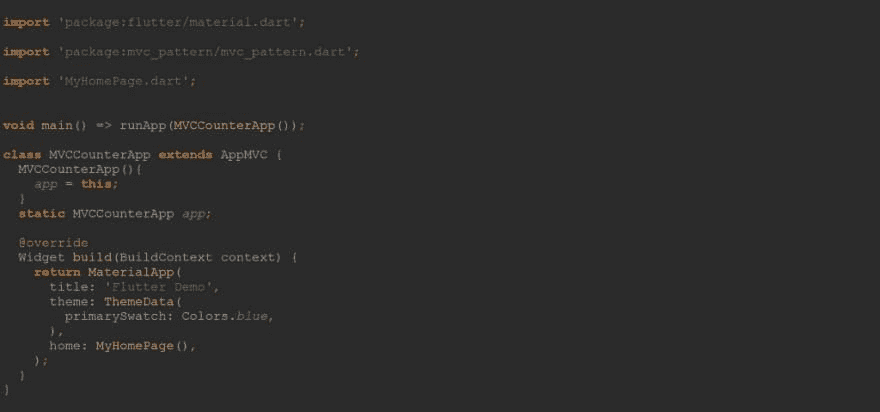 import 'package:flutter/material.dart';
import 'package:mvc_pattern/mvc_pattern.dart';
import 'MyHomePage.dart';
void main() => runApp(MVCCounterApp());
class MVCCounterApp extends AppMVC {
MVCCounterApp(){
app = this;
}
static MVCCounterApp app;
@override
Widget build(BuildContext context) {
return MaterialApp(
title: 'Flutter Demo',
theme: ThemeData(
primarySwatch: Colors.blue,
),
home: MyHomePage(),
);
}
}